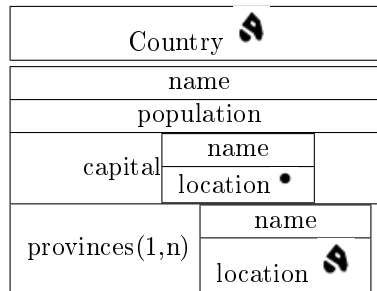 Country
name
population
capital
name
location
provinces(1,n)
name
location